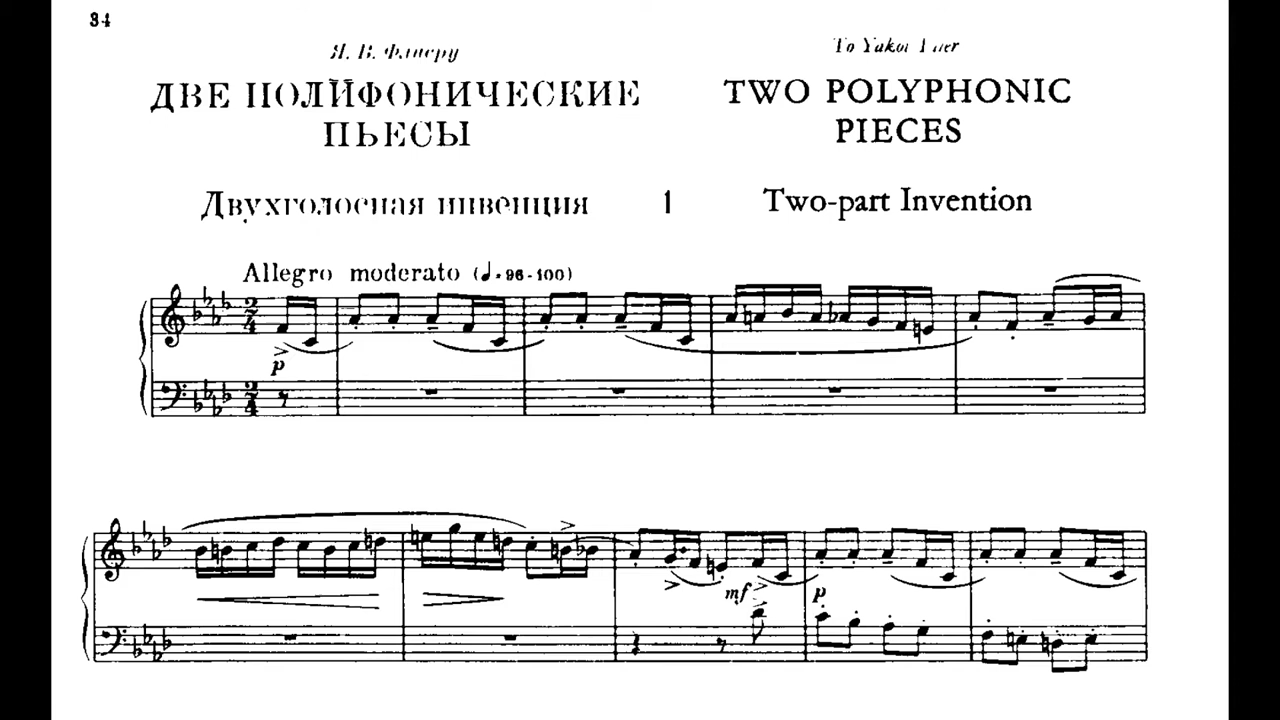 34
Я. В. Флиеру
ДВЕ ПОЛИФОНИЧЕСКИЕ
ПЬЕСЫ
To Yakov Flier
TWO POLYPHONIC
PIECES
Двухголосная инвенция
1
Two-part Invention
Allegro moderato (♩=96-100)
p
mf
p